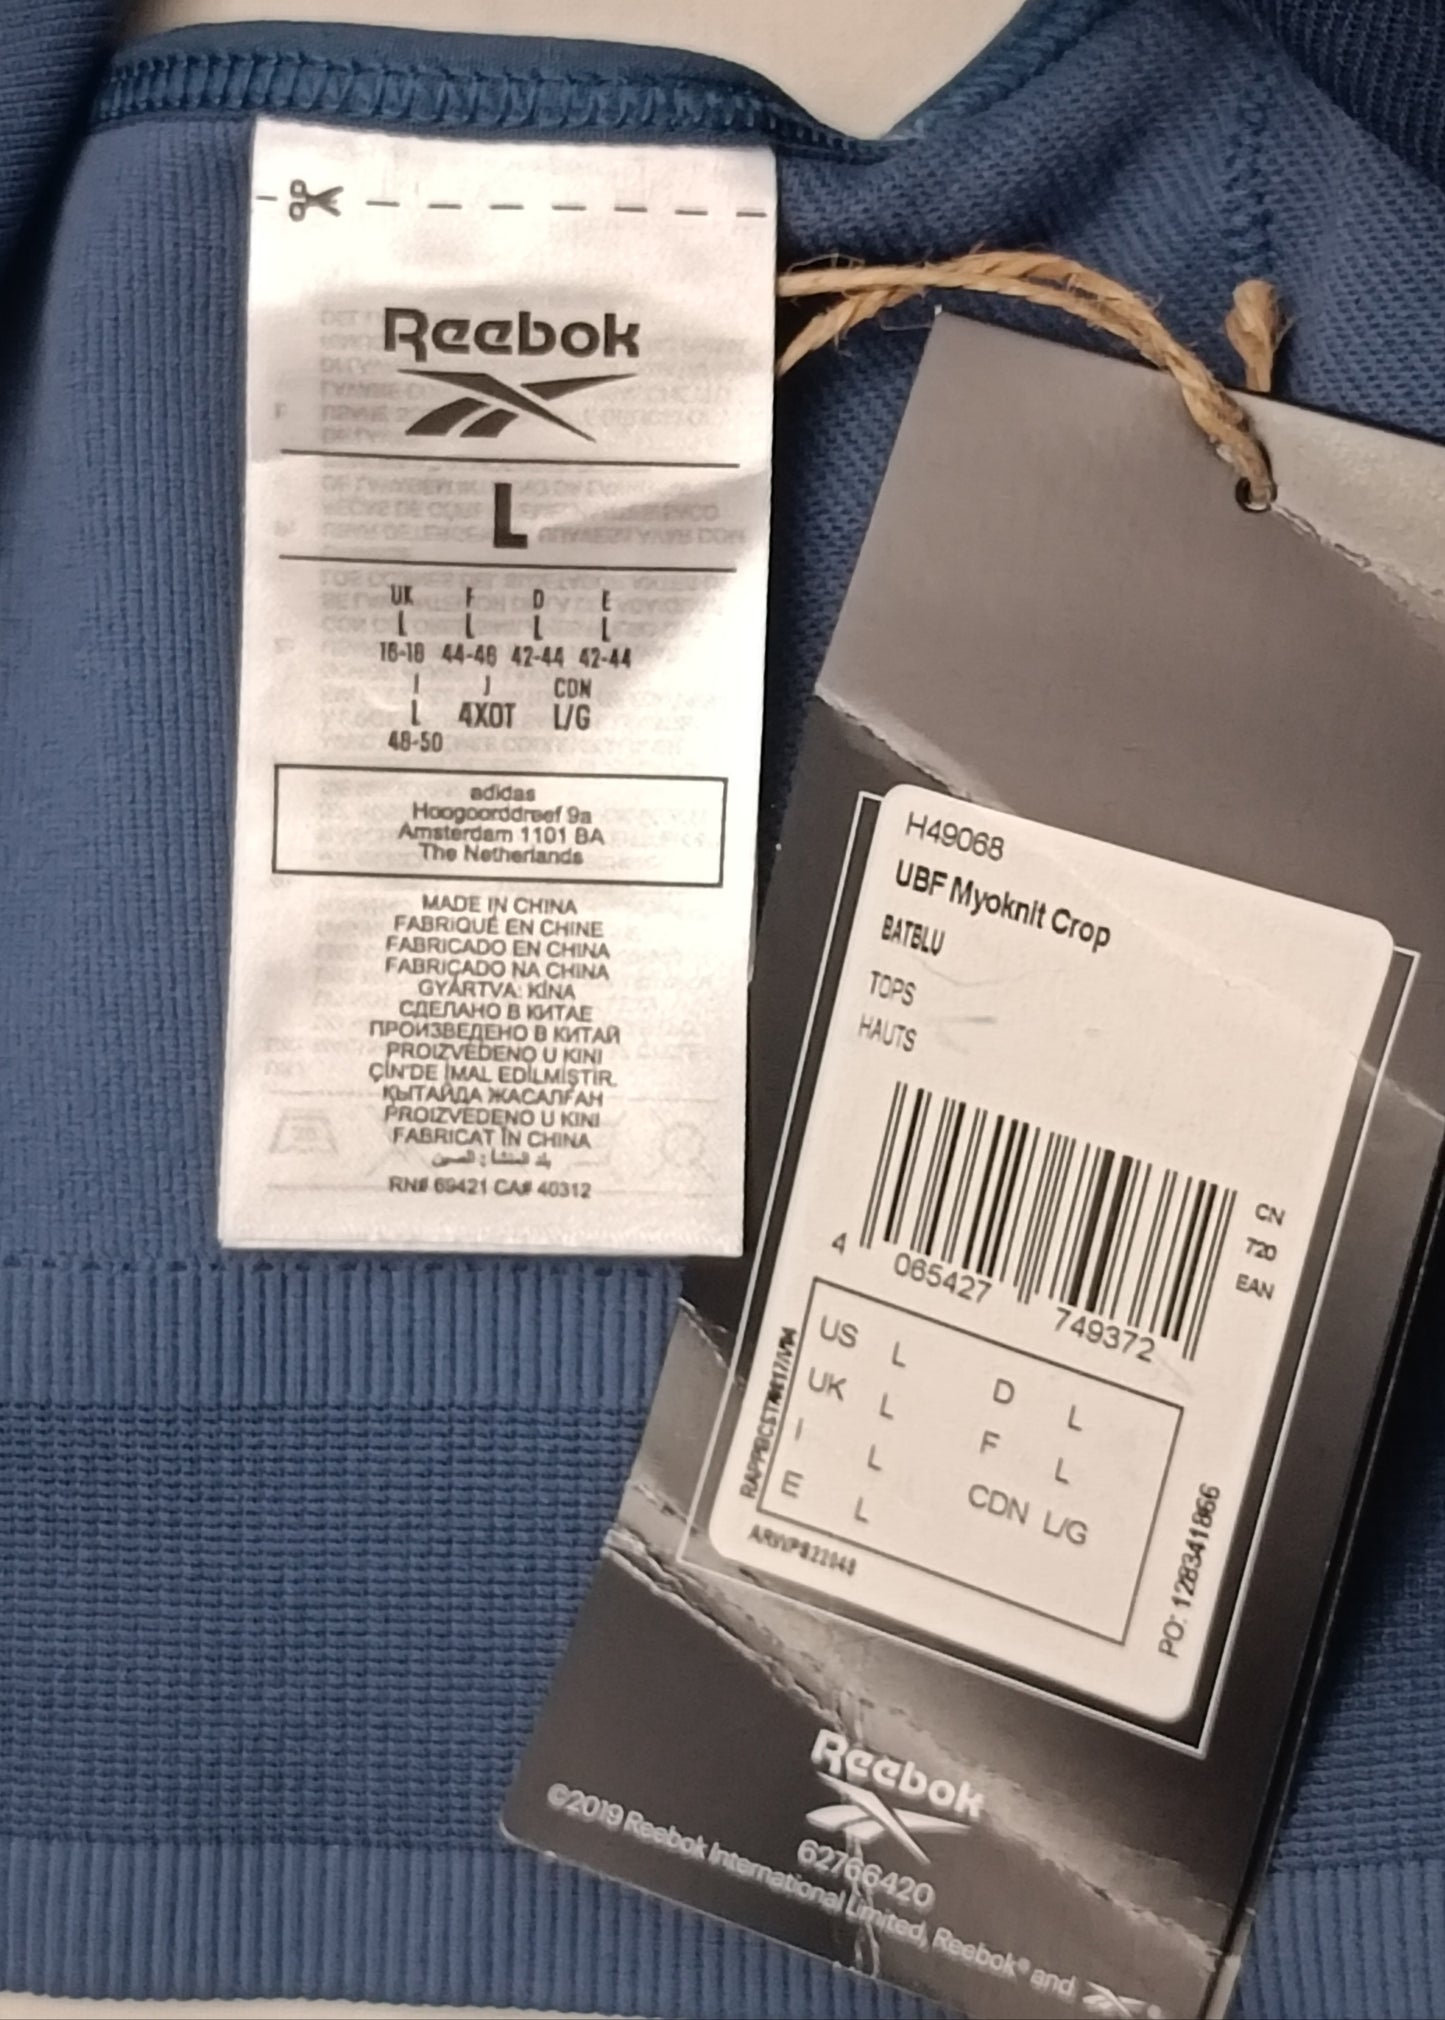 Reebok
L
UK F D E
L L L L
16-18 44-46 42-44 42-44
I J CDN
L 4XOT L/G
48-50
adidas
Hoogoorddreef 9a
Amsterdam 1101 BA
The Netherlands
MADE IN CHINA
FABRIQUÉ EN CHINE
FABRICADO EN CHINA
FABRICADO NA CHINA
GYÁRTVA: KÍNA
СДЕЛАНО В КИТАЕ
ПРОИЗВЕДЕНО В КИТАЙ
PROIZVEDENO U KINI
ÇİN'DE İMAL EDİLMİŞTİR.
ҚЫТАЙДА ЖАСАЛҒАН
PROIZVEDENO U KINI
FABRICAT ÎN CHINA
بلد المنشأ : الصين
RN# 69421 CA# 40312
H49068
UBF Myoknit Crop
BATBLU
TOPS
HAUTS
CN
720
EAN
4 065427 749372
US L D L
UK L F L
I L CDN L/G
E L
ARWPB22048
PO: 128341866
Reebok
62766420
©2019 Reebok International Limited, Reebok® and